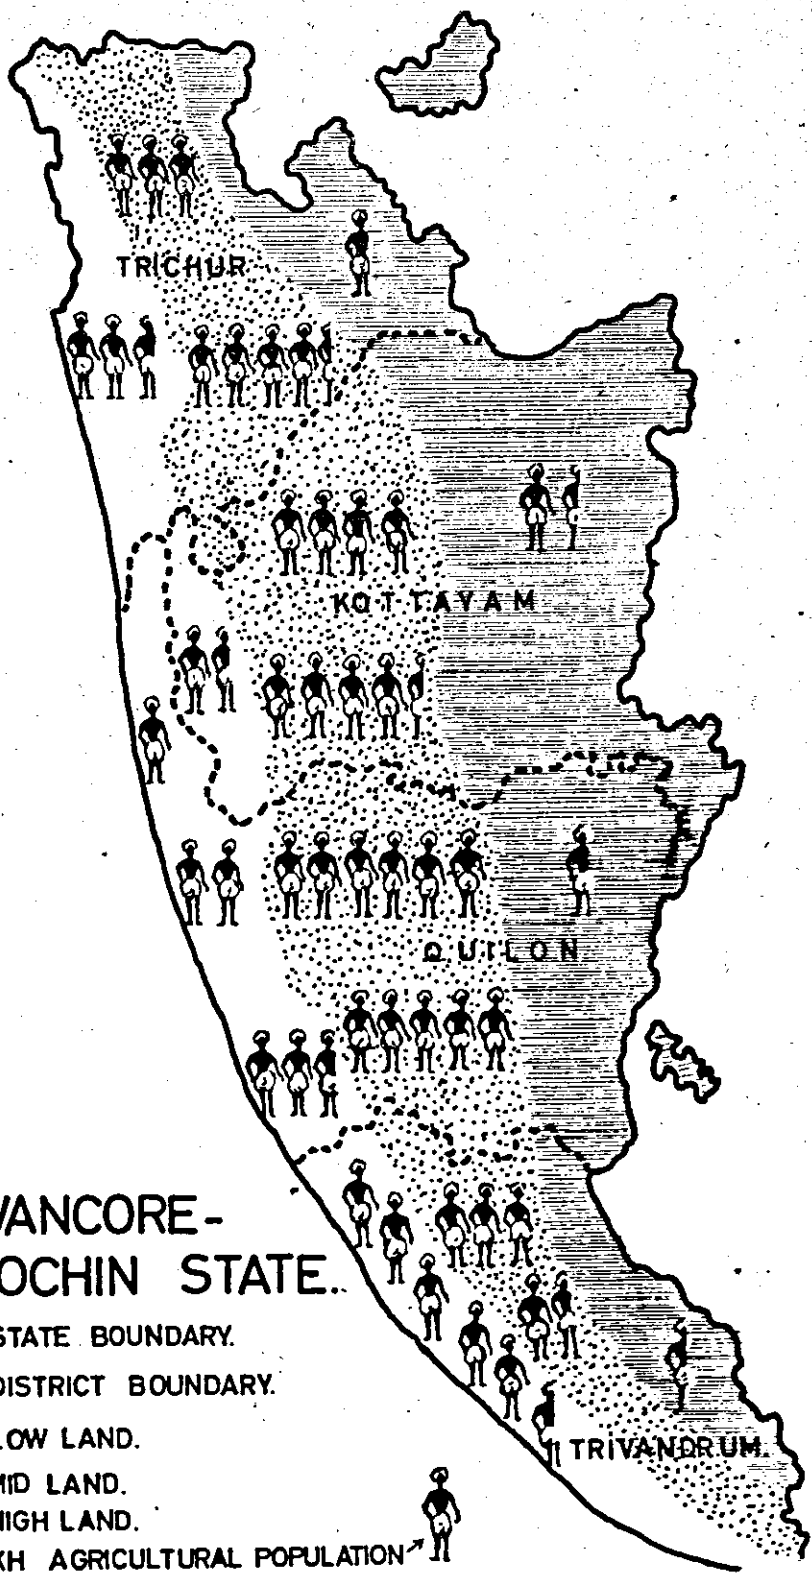 TRICHUR
KOTTAYAM
QUILON
TRIVANDRUM.
VANCORE-
OCHIN STATE.
STATE BOUNDARY.
DISTRICT BOUNDARY.
LOW LAND.
MID LAND.
HIGH LAND.
KH AGRICULTURAL POPULATION